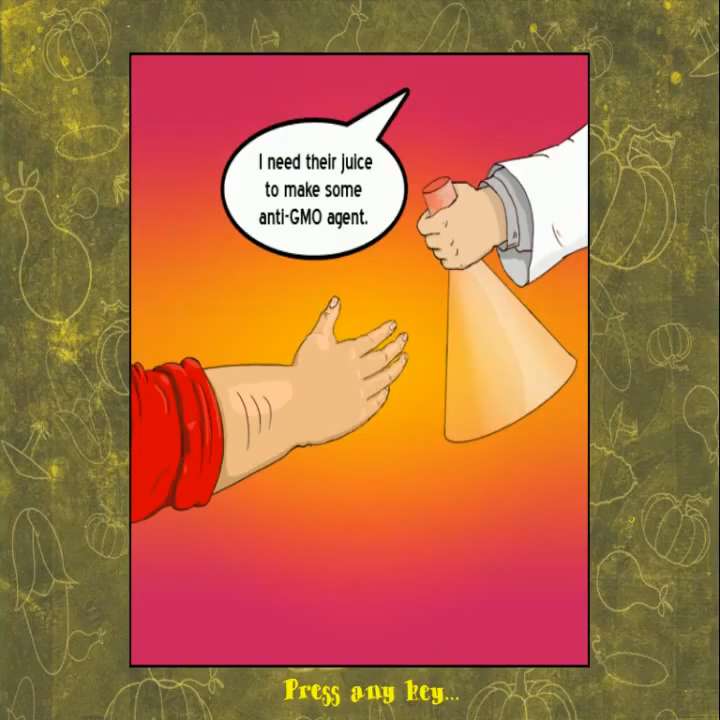 I need their juice
to make some
anti-GMO agent.
Press any key...